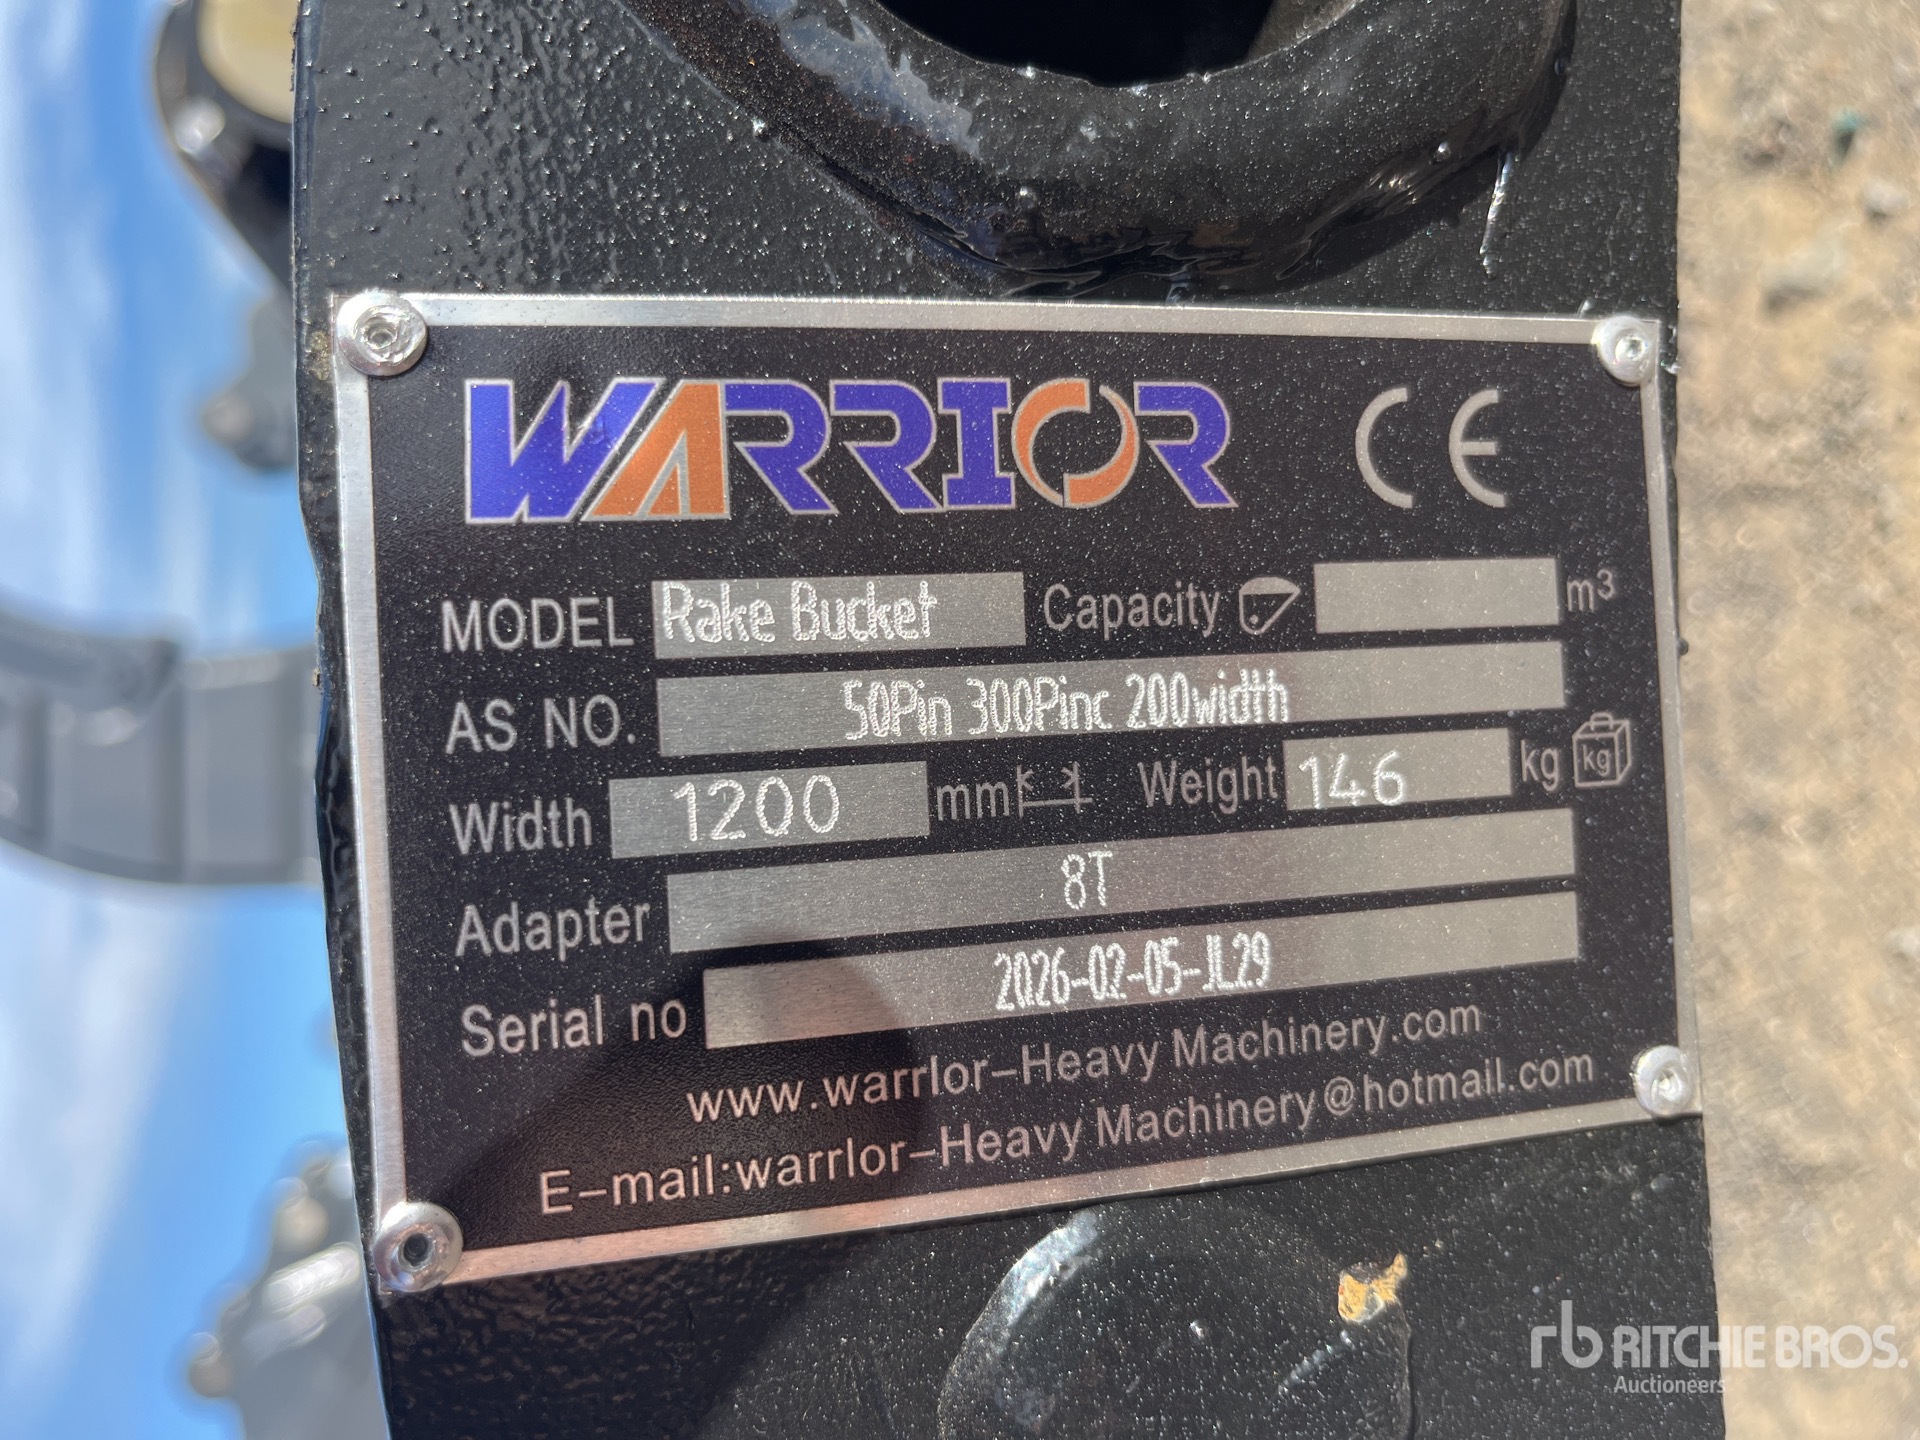 WARRIOR CE
MODEL Rake Bucket Capacity m³
AS NO. 50Pin 300Pinc 200width
Width 1200 mm Weight 146 kg kg
Adapter 8T
Serial no 2026-02-05-JL29
www.warrlor-Heavy Machinery.com
E-mail:warrlor-Heavy Machinery@hotmail.com
rb RITCHIE BROS.
Auctioneers